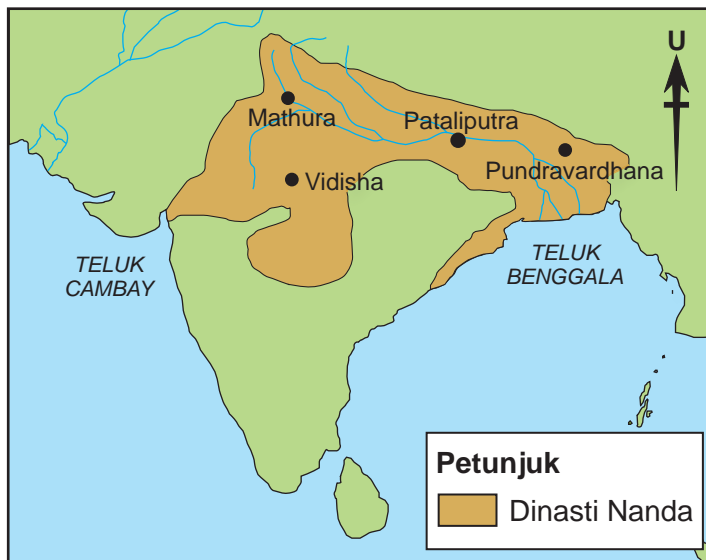 U
Mathura
Pataliputra
Pundravardhana
Vidisha
TELUK
CAMBAY
TELUK
BENGGALA
Petunjuk
Dinasti Nanda